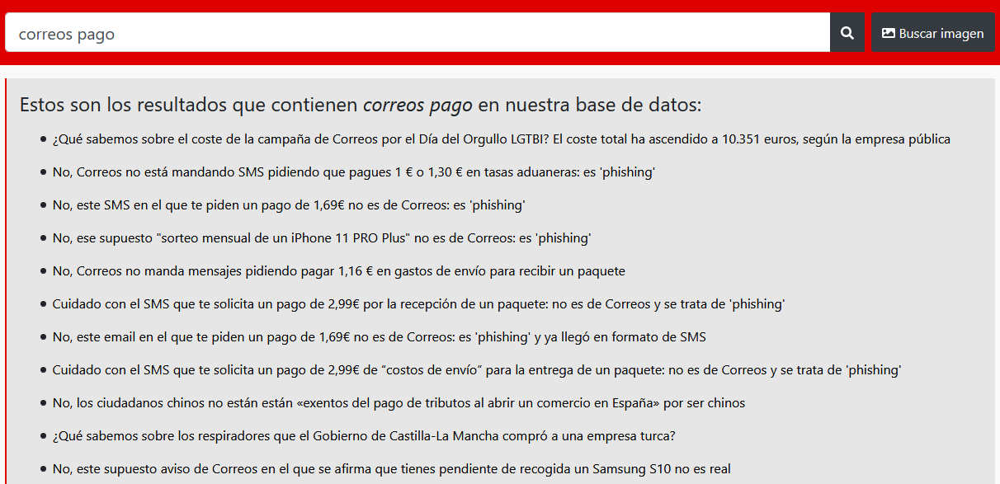 correos pago
Buscar imagen
Estos son los resultados que contienen correos pago en nuestra base de datos:
¿Qué sabemos sobre el coste de la campaña de Correos por el Día del Orgullo LGTBI? El coste total ha ascendido a 10.351 euros, según la empresa pública
No, Correos no está mandando SMS pidiendo que pagues 1 € o 1,30 € en tasas aduaneras: es 'phishing'
No, este SMS en el que te piden un pago de 1,69€ no es de Correos: es 'phishing'
No, ese supuesto "sorteo mensual de un iPhone 11 PRO Plus" no es de Correos: es 'phishing'
No, Correos no manda mensajes pidiendo pagar 1,16 € en gastos de envío para recibir un paquete
Cuidado con el SMS que te solicita un pago de 2,99€ por la recepción de un paquete: no es de Correos y se trata de 'phishing'
No, este email en el que te piden un pago de 1,69€ no es de Correos: es 'phishing' y ya llegó en formato de SMS
Cuidado con el SMS que te solicita un pago de 2,99€ de “costos de envío” para la entrega de un paquete: no es de Correos y se trata de 'phishing'
No, los ciudadanos chinos no están están «exentos del pago de tributos al abrir un comercio en España» por ser chinos
¿Qué sabemos sobre los respiradores que el Gobierno de Castilla-La Mancha compró a una empresa turca?
No, este supuesto aviso de Correos en el que se afirma que tienes pendiente de recogida un Samsung S10 no es real